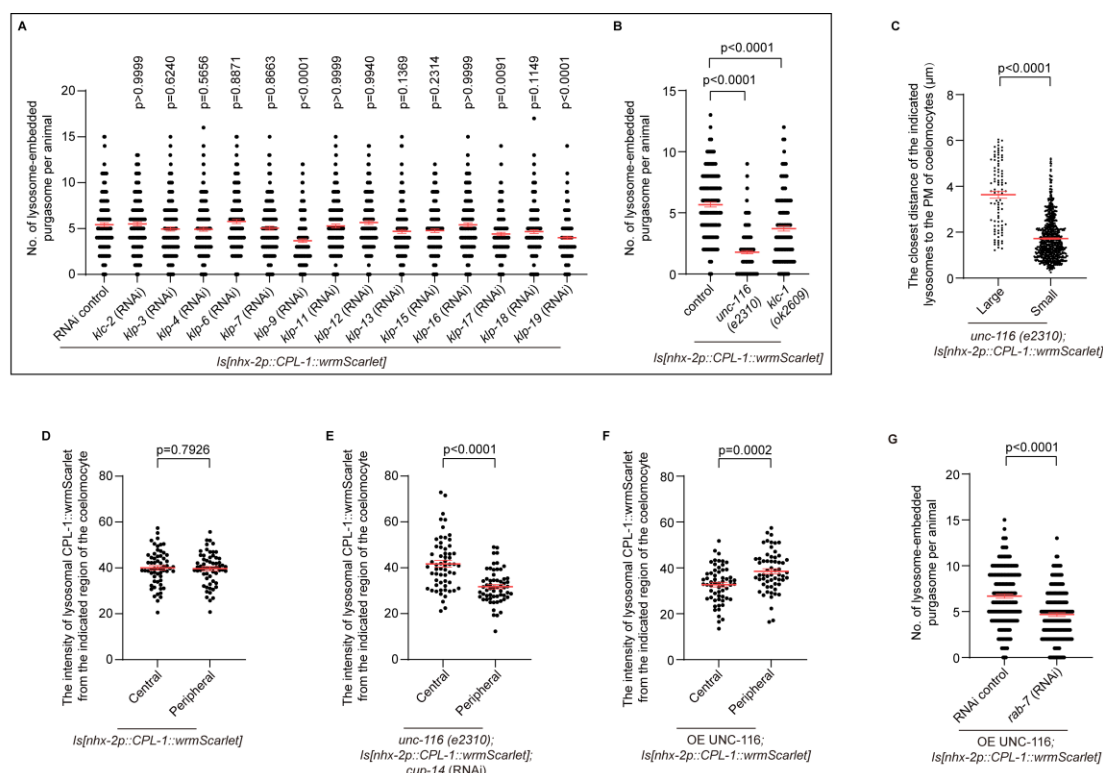 A
p>0.9999
p=0.6240
p=0.5656
p=0.8871
p=0.8663
p<0.0001
p>0.9999
p=0.9940
p=0.1369
p=0.2314
p>0.9999
p=0.0091
p=0.1149
p<0.0001
No. of lysosome-embedded
purgasome per animal
20
15
10
5
0
RNAi control
klc-2 (RNAi)
klp-3 (RNAi)
klp-4 (RNAi)
klp-6 (RNAi)
klp-7 (RNAi)
klp-9 (RNAi)
klp-11 (RNAi)
klp-12 (RNAi)
klp-13 (RNAi)
klp-15 (RNAi)
klp-16 (RNAi)
klp-17 (RNAi)
klp-18 (RNAi)
klp-19 (RNAi)
Is[nhx-2p::CPL-1::wrmScarlet]
B
p<0.0001
p<0.0001
No. of lysosome-embedded
purgasome per animal
15
10
5
0
control
unc-116
(e2310)
klc-1
(ok2609)
Is[nhx-2p::CPL-1::wrmScarlet]
C
p<0.0001
The closest distance of the indicated
lysosomes to the PM of coelomocytes (μm)
8
6
4
2
0
Large
Small
unc-116 (e2310);
Is[nhx-2p::CPL-1::wrmScarlet]
D
p=0.7926
The intensity of lysosomal CPL-1::wrmScarlet
from the indicated region of the coelomocyte
80
60
40
20
0
Central
Peripheral
Is[nhx-2p::CPL-1::wrmScarlet]
E
p<0.0001
The intensity of lysosomal CPL-1::wrmScarlet
from the indicated region of the coelomocyte
80
60
40
20
0
Central
Peripheral
unc-116 (e2310);
Is[nhx-2p::CPL-1::wrmScarlet];
cup-14 (RNAi)
F
p=0.0002
The intensity of lysosomal CPL-1::wrmScarlet
from the indicated region of the coelomocyte
80
60
40
20
0
Central
Peripheral
OE UNC-116;
Is[nhx-2p::CPL-1::wrmScarlet]
G
p<0.0001
No. of lysosome-embedded
purgasome per animal
20
15
10
5
0
RNAi control
rab-7 (RNAi)
OE UNC-116;
Is[nhx-2p::CPL-1::wrmScarlet]